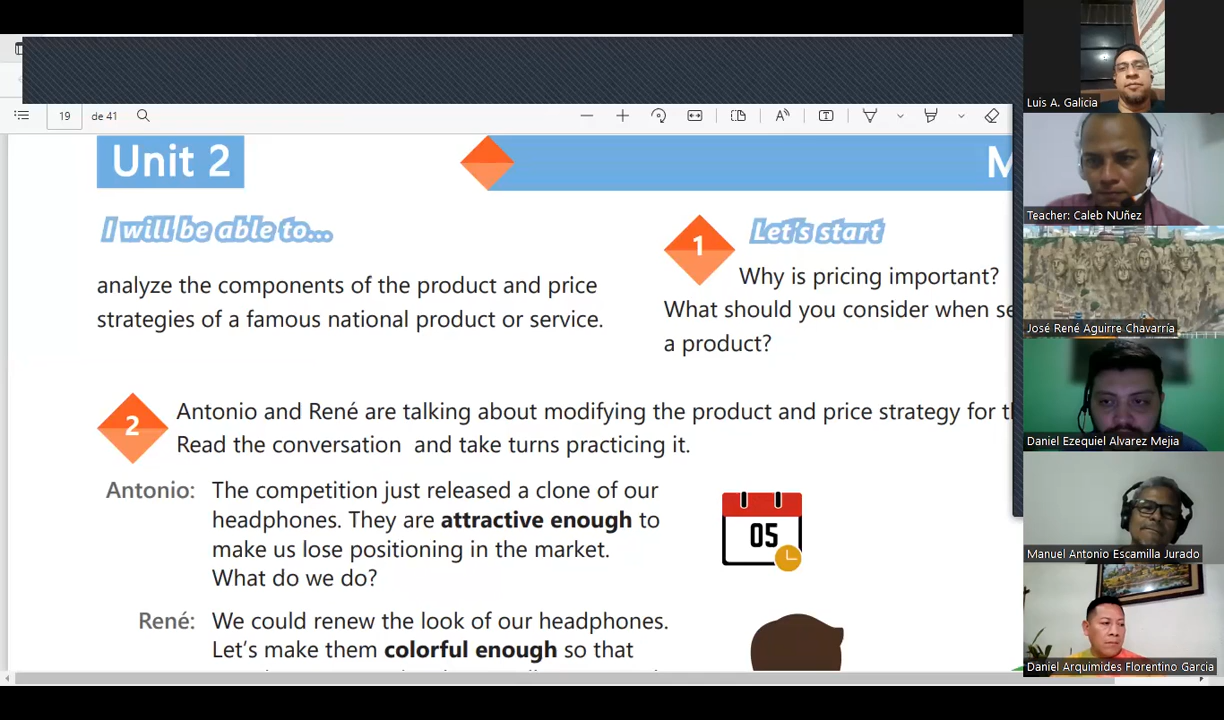 19 de 41
Unit 2
M
I will be able to...
analyze the components of the product and price
strategies of a famous national product or service.
1
Let's start
Why is pricing important?
What should you consider when se
a product?
2
Antonio and René are talking about modifying the product and price strategy for th
Read the conversation and take turns practicing it.
Antonio: The competition just released a clone of our
headphones. They are attractive enough to
make us lose positioning in the market.
What do we do?
05
René: We could renew the look of our headphones.
Let's make them colorful enough so that
Luis A. Galicia
Teacher: Caleb NUñez
José René Aguirre Chavarría
Daniel Ezequiel Alvarez Mejia
Manuel Antonio Escamilla Jurado
Daniel Arquimides Florentino Garcia